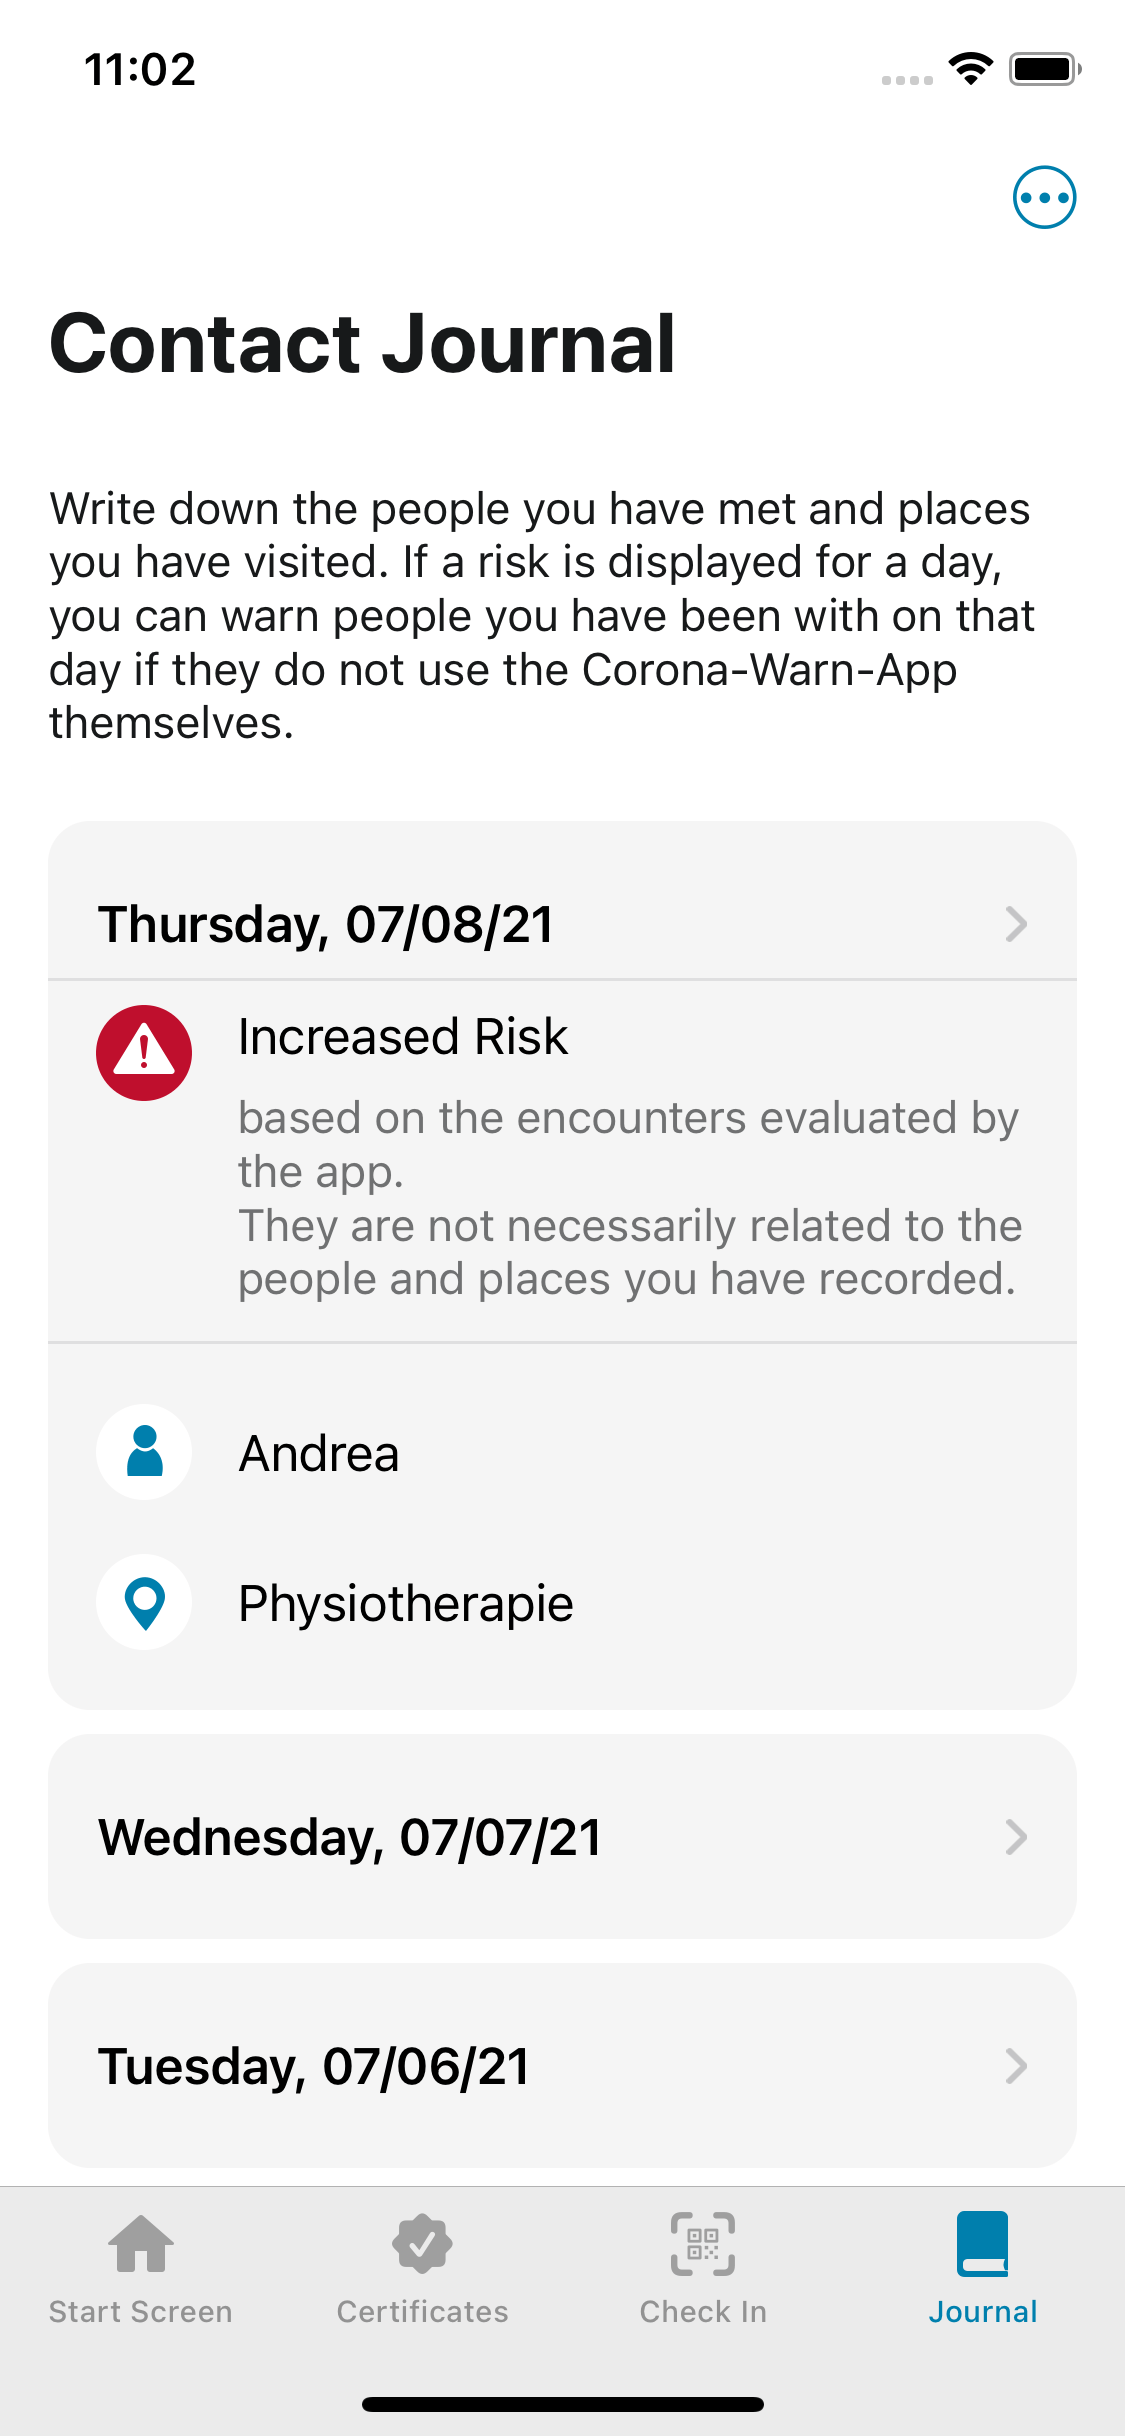 11:02
Contact Journal
Write down the people you have met and places
you have visited. If a risk is displayed for a day,
you can warn people you have been with on that
day if they do not use the Corona-Warn-App
themselves.
Thursday, 07/08/21
Increased Risk
based on the encounters evaluated by
the app.
They are not necessarily related to the
people and places you have recorded.
Andrea
Physiotherapie
Wednesday, 07/07/21
Tuesday, 07/06/21
Start Screen
Certificates
Check In
Journal